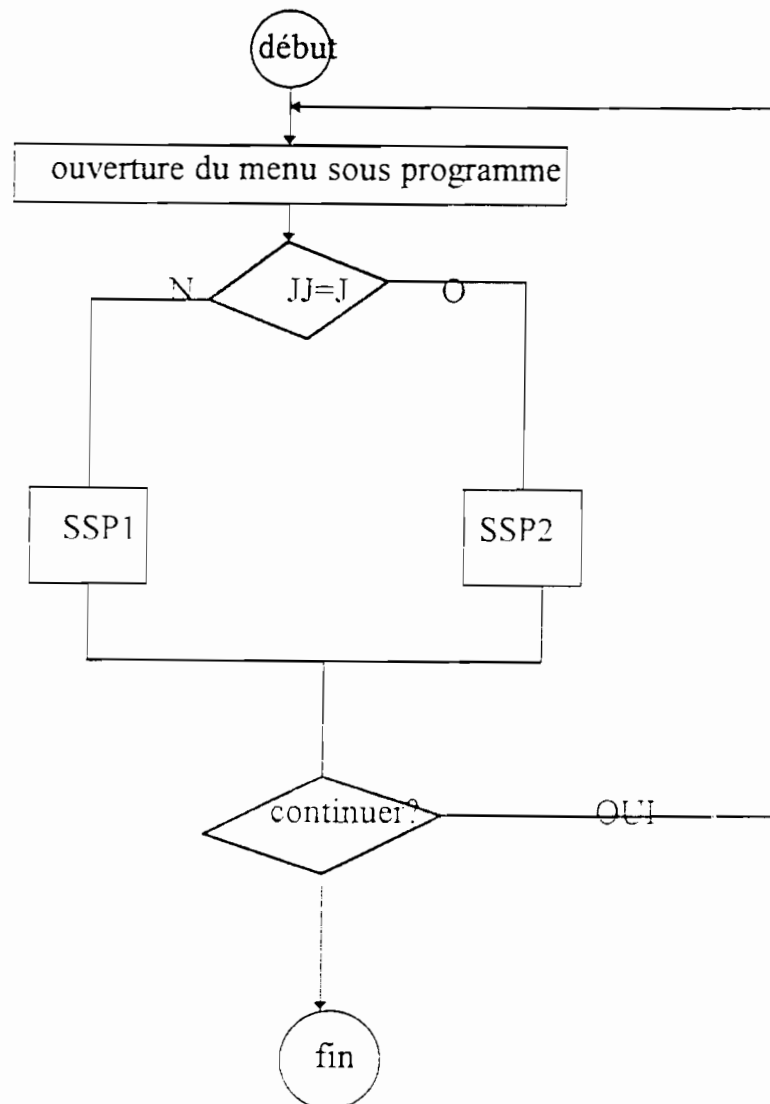 début
ouverture du menu sous programme
N JJ=J O
SSP1 SSP2
continuer? OUI
fin